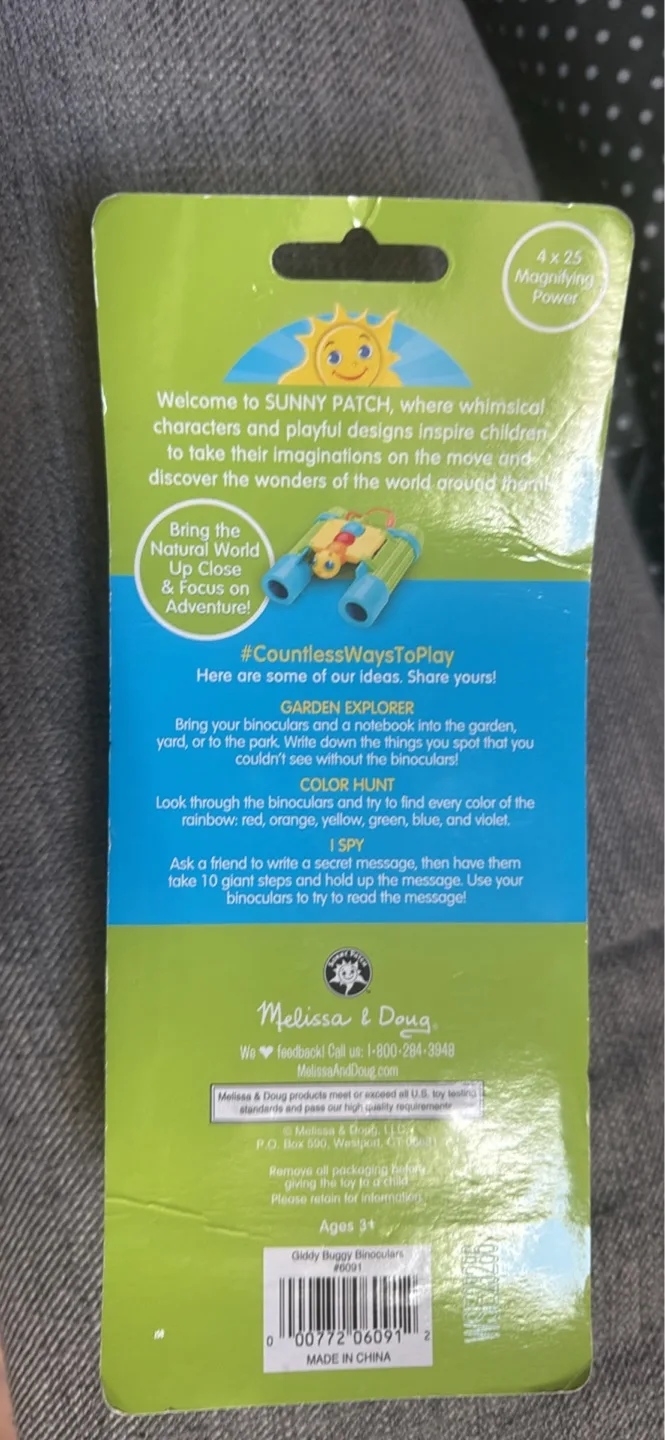 4 x 25
Magnifying
Power
Welcome to SUNNY PATCH, where whimsical
characters and playful designs inspire children
to take their imaginations on the move and
discover the wonders of the world around them!
Bring the
Natural World
Up Close
& Focus on
Adventure!
#CountlessWaysToPlay
Here are some of our ideas. Share yours!
GARDEN EXPLORER
Bring your binoculars and a notebook into the garden,
yard, or to the park. Write down the things you spot that you
couldn't see without the binoculars!
COLOR HUNT
Look through the binoculars and try to find every color of the
rainbow: red, orange, yellow, green, blue, and violet.
I SPY
Ask a friend to write a secret message, then have them
take 10 giant steps and hold up the message. Use your
binoculars to try to read the message!
Sunny Patch
Melissa & Doug
We ♥ feedback! Call us: 1-800-284-3948
MelissaAndDoug.com
Melissa & Doug products meet or exceed all U.S. toy testing
standards and pass our high quality requirements.
© Melissa & Doug, LLC
P.O. Box 590, Westport, CT
Remove all packaging before
giving the toy to a child.
Please retain for information.
Ages 3+
Giddy Buggy Binoculars
#6091
0 00772 06091 2
MADE IN CHINA